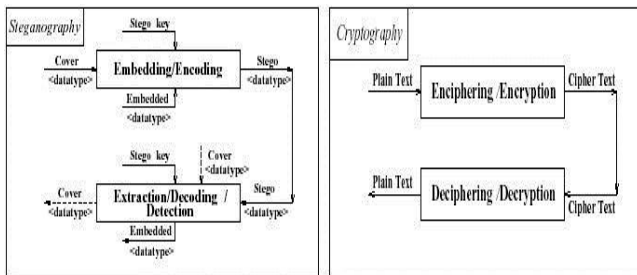 Steganography
Stego key
Cover
<datatype>
Embedding/Encoding
Stego
<datatype>
Embedded
<datatype>
Stego key
Cover
<datatype>
Cover
<datatype>
Extraction/Decoding /
Detection
Stego
<datatype>
Embedded
<datatype>
Cryptography
Plain Text
Enciphering /Encryption
Cipher Text
Plain Text
Deciphering /Decryption
Cipher Text